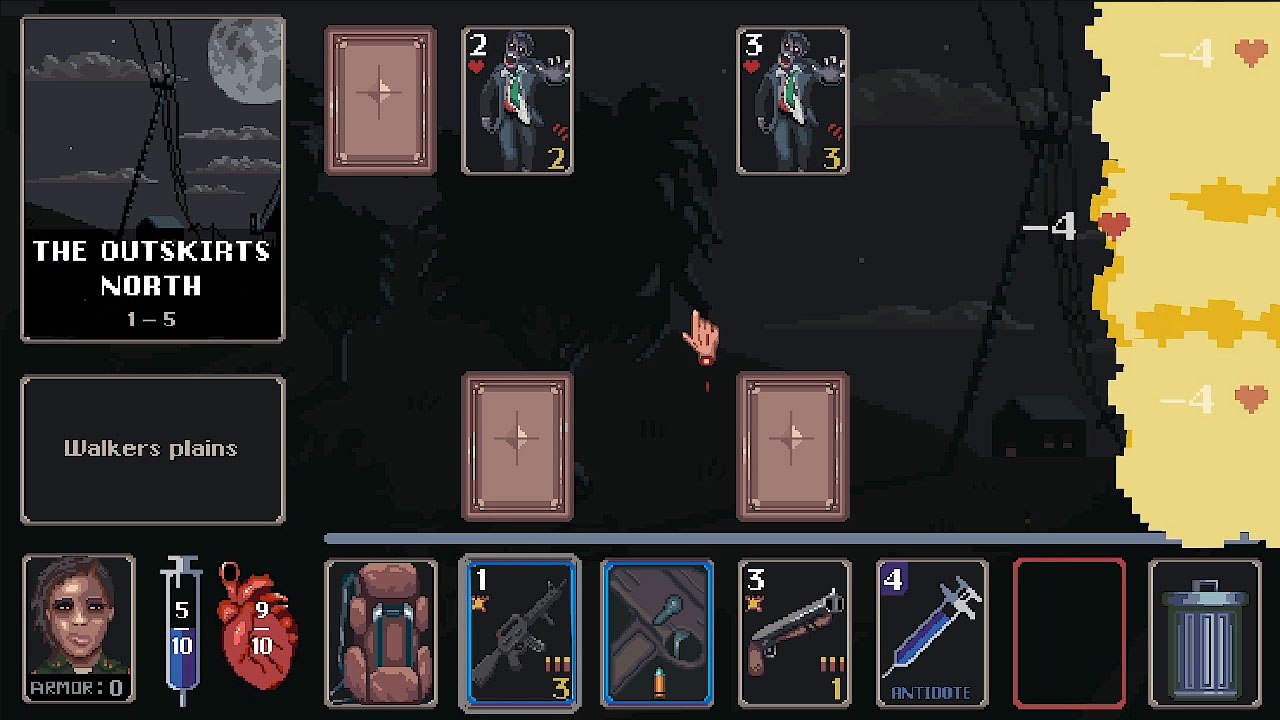 THE OUTSKIRTS
NORTH
1 – 5
Walkers plains
ARMOR: 0
5
10
9
10
2
2
3
3
−4
−4
−4
1
3
3
1
4
ANTIDOTE